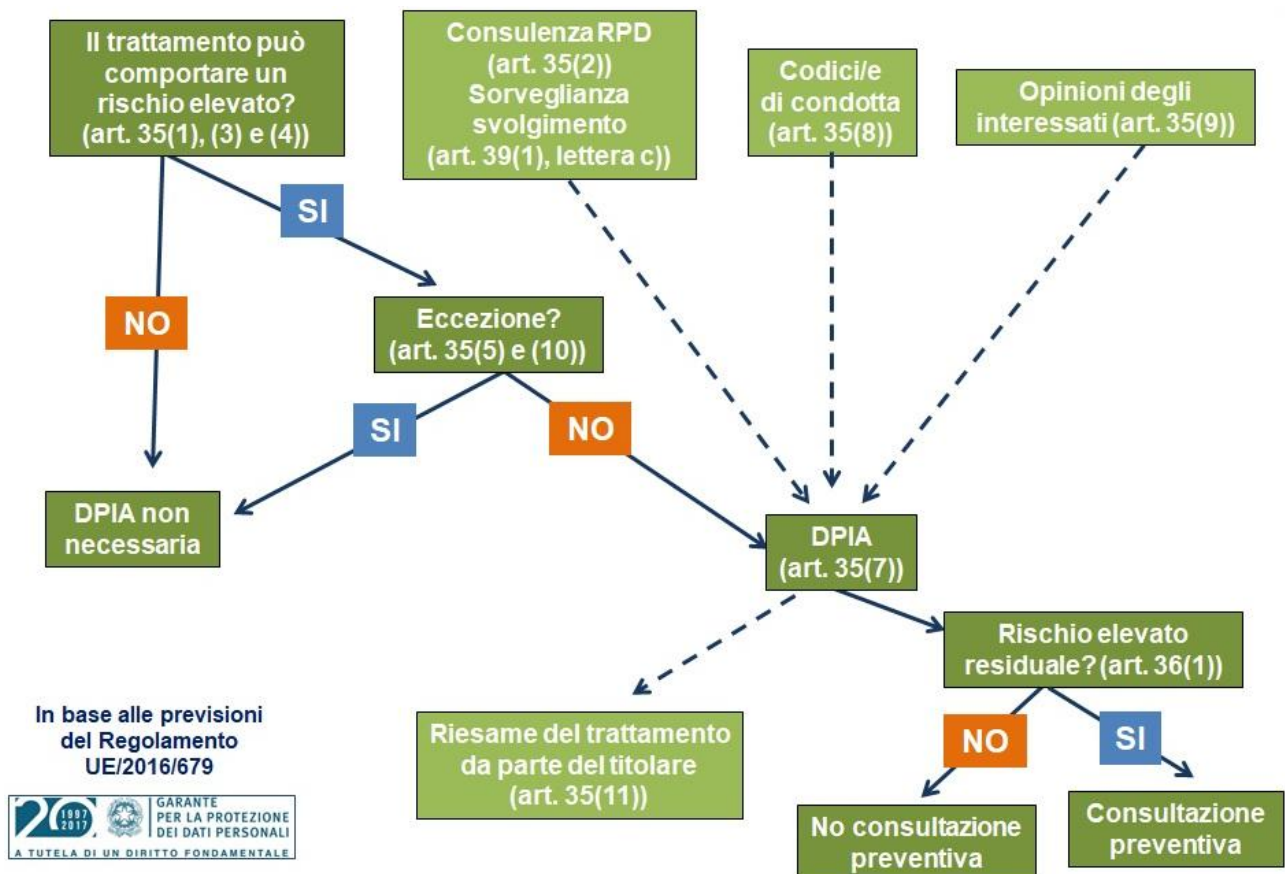 Il trattamento può
comportare un
rischio elevato?
(art. 35(1), (3) e (4))
Consulenza RPD
(art. 35(2))
Sorveglianza
svolgimento
(art. 39(1), lettera c))
Codici/e
di condotta
(art. 35(8))
Opinioni degli
interessati (art. 35(9))
SI
NO
Eccezione?
(art. 35(5) e (10))
SI
NO
DPIA non
necessaria
DPIA
(art. 35(7))
Rischio elevato
residuale? (art. 36(1))
Riesame del trattamento
da parte del titolare
(art. 35(11))
NO
SI
No consultazione
preventiva
Consultazione
preventiva
In base alle previsioni
del Regolamento
UE/2016/679
20 1997
2017
GARANTE
PER LA PROTEZIONE
DEI DATI PERSONALI
A TUTELA DI UN DIRITTO FONDAMENTALE